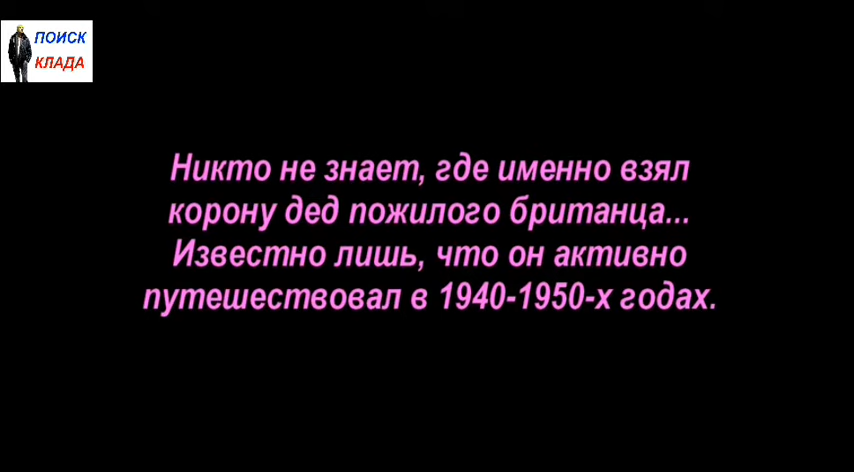 ПОИСК
КЛАДА
Никто не знает, где именно взял
корону дед пожилого британца...
Известно лишь, что он активно
путешествовал в 1940-1950-х годах.